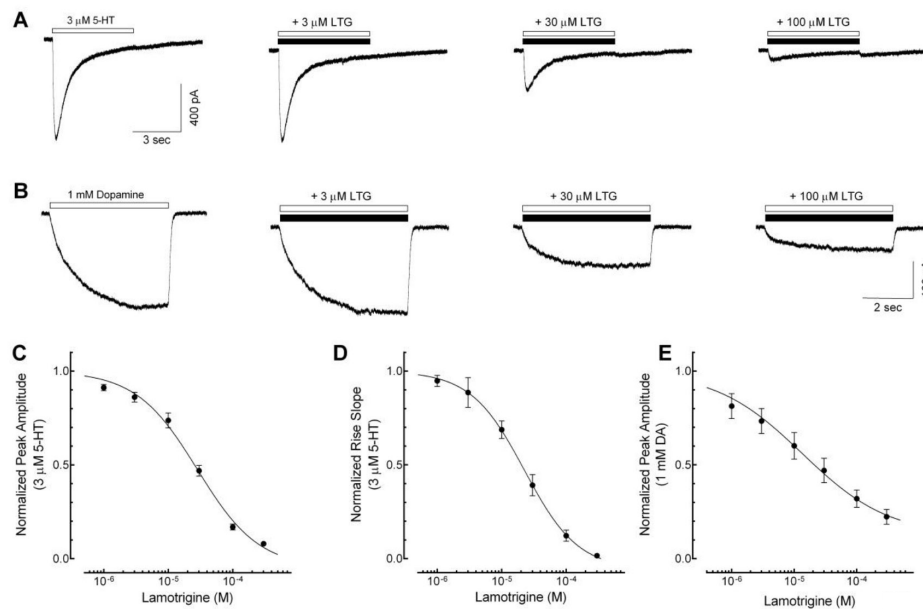 A
3 μM 5-HT
+ 3 μM LTG
+ 30 μM LTG
+ 100 μM LTG
400 pA
3 sec
B
1 mM Dopamine
+ 3 μM LTG
+ 30 μM LTG
+ 100 μM LTG
2 sec
C
D
E
Normalized Peak Amplitude
(3 μM 5-HT)
1.0
0.5
0.0
10⁻⁶
10⁻⁵
10⁻⁴
Lamotrigine (M)
Normalized Rise Slope
(3 μM 5-HT)
1.0
0.5
0.0
10⁻⁶
10⁻⁵
10⁻⁴
Lamotrigine (M)
Normalized Peak Amplitude
(1 mM DA)
1.0
0.5
0.0
10⁻⁶
10⁻⁵
10⁻⁴
Lamotrigine (M)